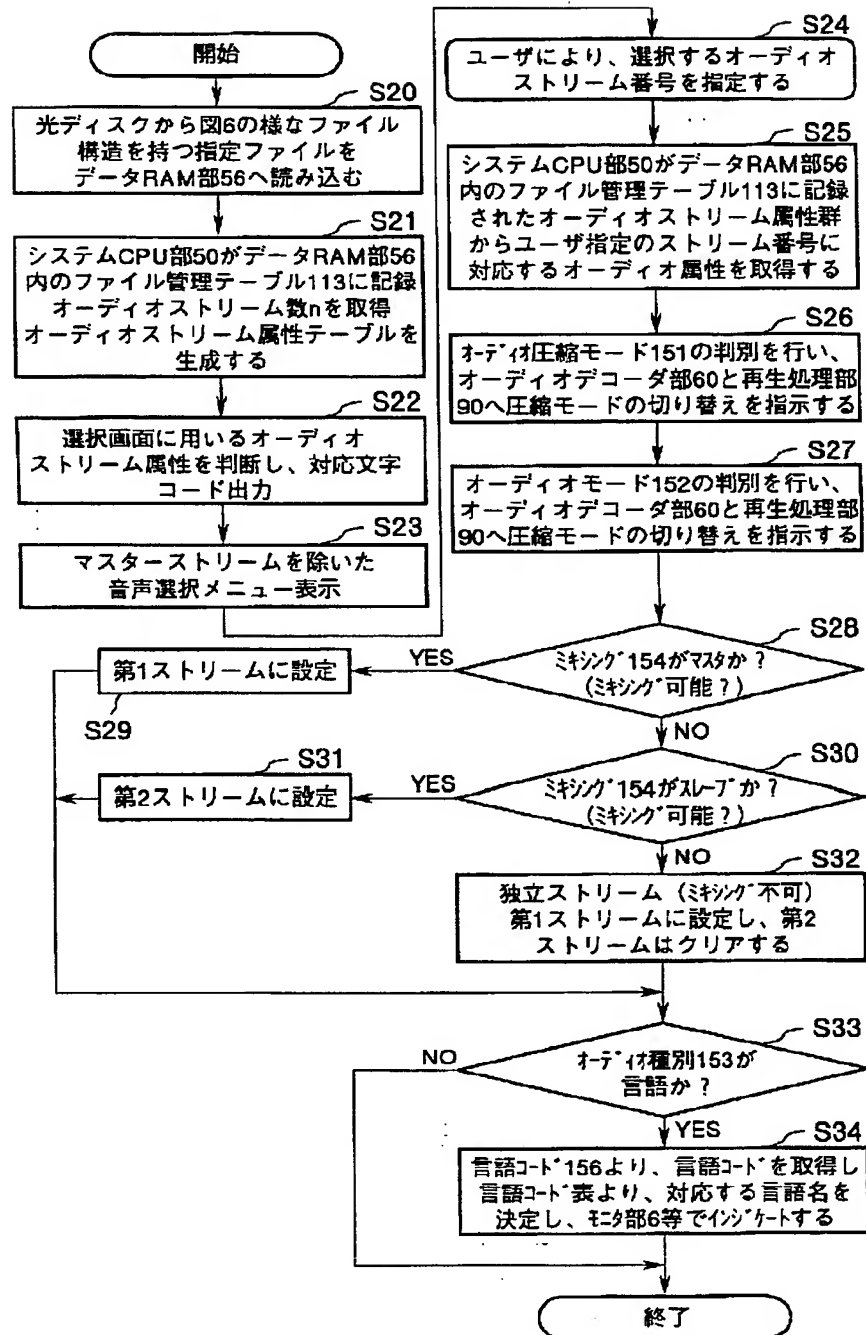 開始
S20
光ディスクから図6の様なファイル
構造を持つ指定ファイルを
データRAM部56へ読み込む
S21
システムCPU部50がデータRAM部56
内のファイル管理テーブル113に記録
オーディオストリーム数nを取得
オーディオストリーム属性テーブルを
生成する
S22
選択画面に用いるオーディオ
ストリーム属性を判断し、対応文字
コード出力
S23
マスターストリームを除いた
音声選択メニュー表示
S24
ユーザにより、選択するオーディオ
ストリーム番号を指定する
S25
システムCPU部50がデータRAM部56
内のファイル管理テーブル113に記録
されたオーディオストリーム属性群
からユーザ指定のストリーム番号に
対応するオーディオ属性を取得する
S26
オーディオ圧縮モード151の判別を行い、
オーディオデコーダ部60と再生処理部
90へ圧縮モードの切り替えを指示する
S27
オーディオモード152の判別を行い、
オーディオデコーダ部60と再生処理部
90へ圧縮モードの切り替えを指示する
S28
ミキシング154がマスタか?
(ミキシング可能?)
YES
第1ストリームに設定
S29
NO
S30
ミキシング154がスレーブか?
(ミキシング可能?)
YES
S31
第2ストリームに設定
NO
S32
独立ストリーム(ミキシング不可)
第1ストリームに設定し、第2
ストリームはクリアする
S33
オーディオ種別153が
言語か?
NO
YES
S34
言語コード156より、言語コードを取得し
言語コード表より、対応する言語名を
決定し、モニタ部6等でインジケートする
終了